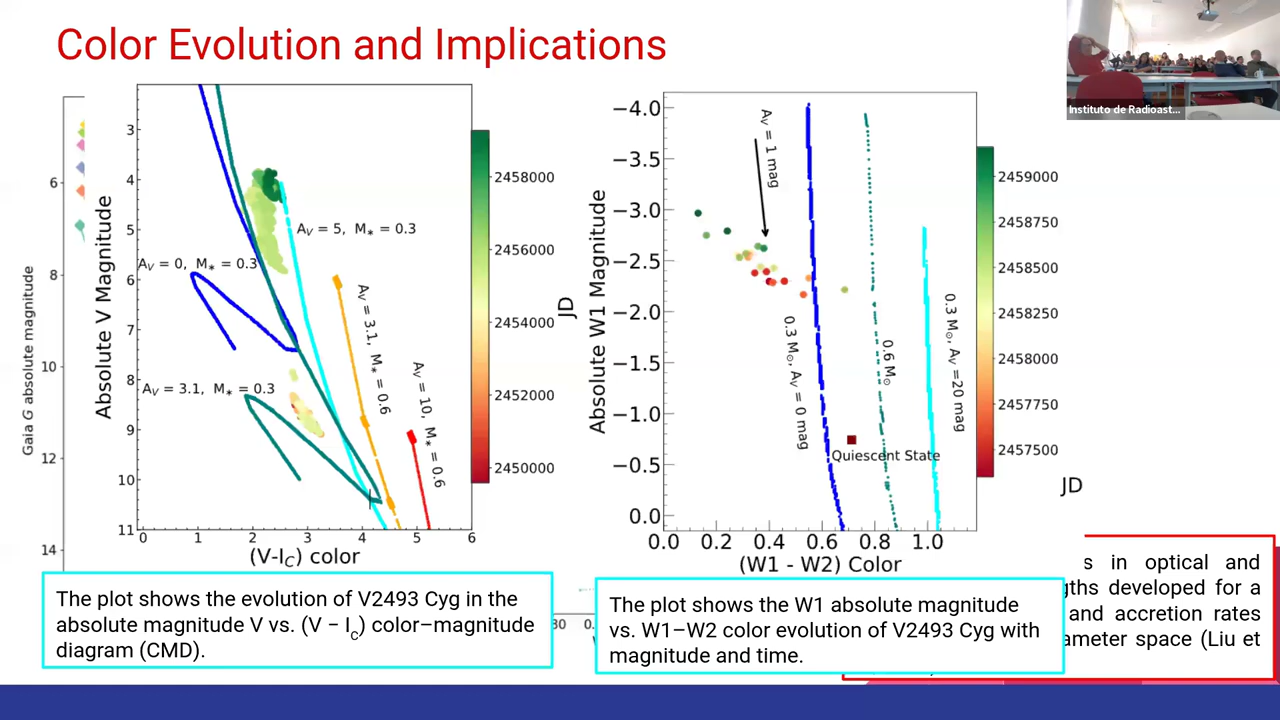 Color Evolution and Implications
Instituto de Radioast...
Gaia G absolute magnitude
6
8
10
12
14
Absolute V Magnitude
3
4
5
6
7
8
9
10
11
0 1 2 3 4 5 6
(V-I_C) color
A_V = 5, M_* = 0.3
A_V = 0, M_* = 0.3
A_V = 3.1, M_* = 0.3
A_V = 3.1, M_* = 0.6
A_V = 10, M_* = 0.6
2458000
2456000
2454000
2452000
2450000
JD
Absolute W1 Magnitude
−4.0
−3.5
−3.0
−2.5
−2.0
−1.5
−1.0
−0.5
0.0
0.0 0.2 0.4 0.6 0.8 1.0
(W1 - W2) Color
A_V = 1 mag
0.3 M_⊙, A_V = 0 mag
0.6 M_⊙
0.3 M_⊙, A_V =20 mag
Quiescent State
2459000
2458750
2458500
2458250
2458000
2457750
2457500
JD
The plot shows the evolution of V2493 Cyg in the
absolute magnitude V vs. (V − I_c) color–magnitude
diagram (CMD).
30 0.
The plot shows the W1 absolute magnitude
vs. W1–W2 color evolution of V2493 Cyg with
magnitude and time.
s in optical and
gths developed for a
and accretion rates
ameter space (Liu et